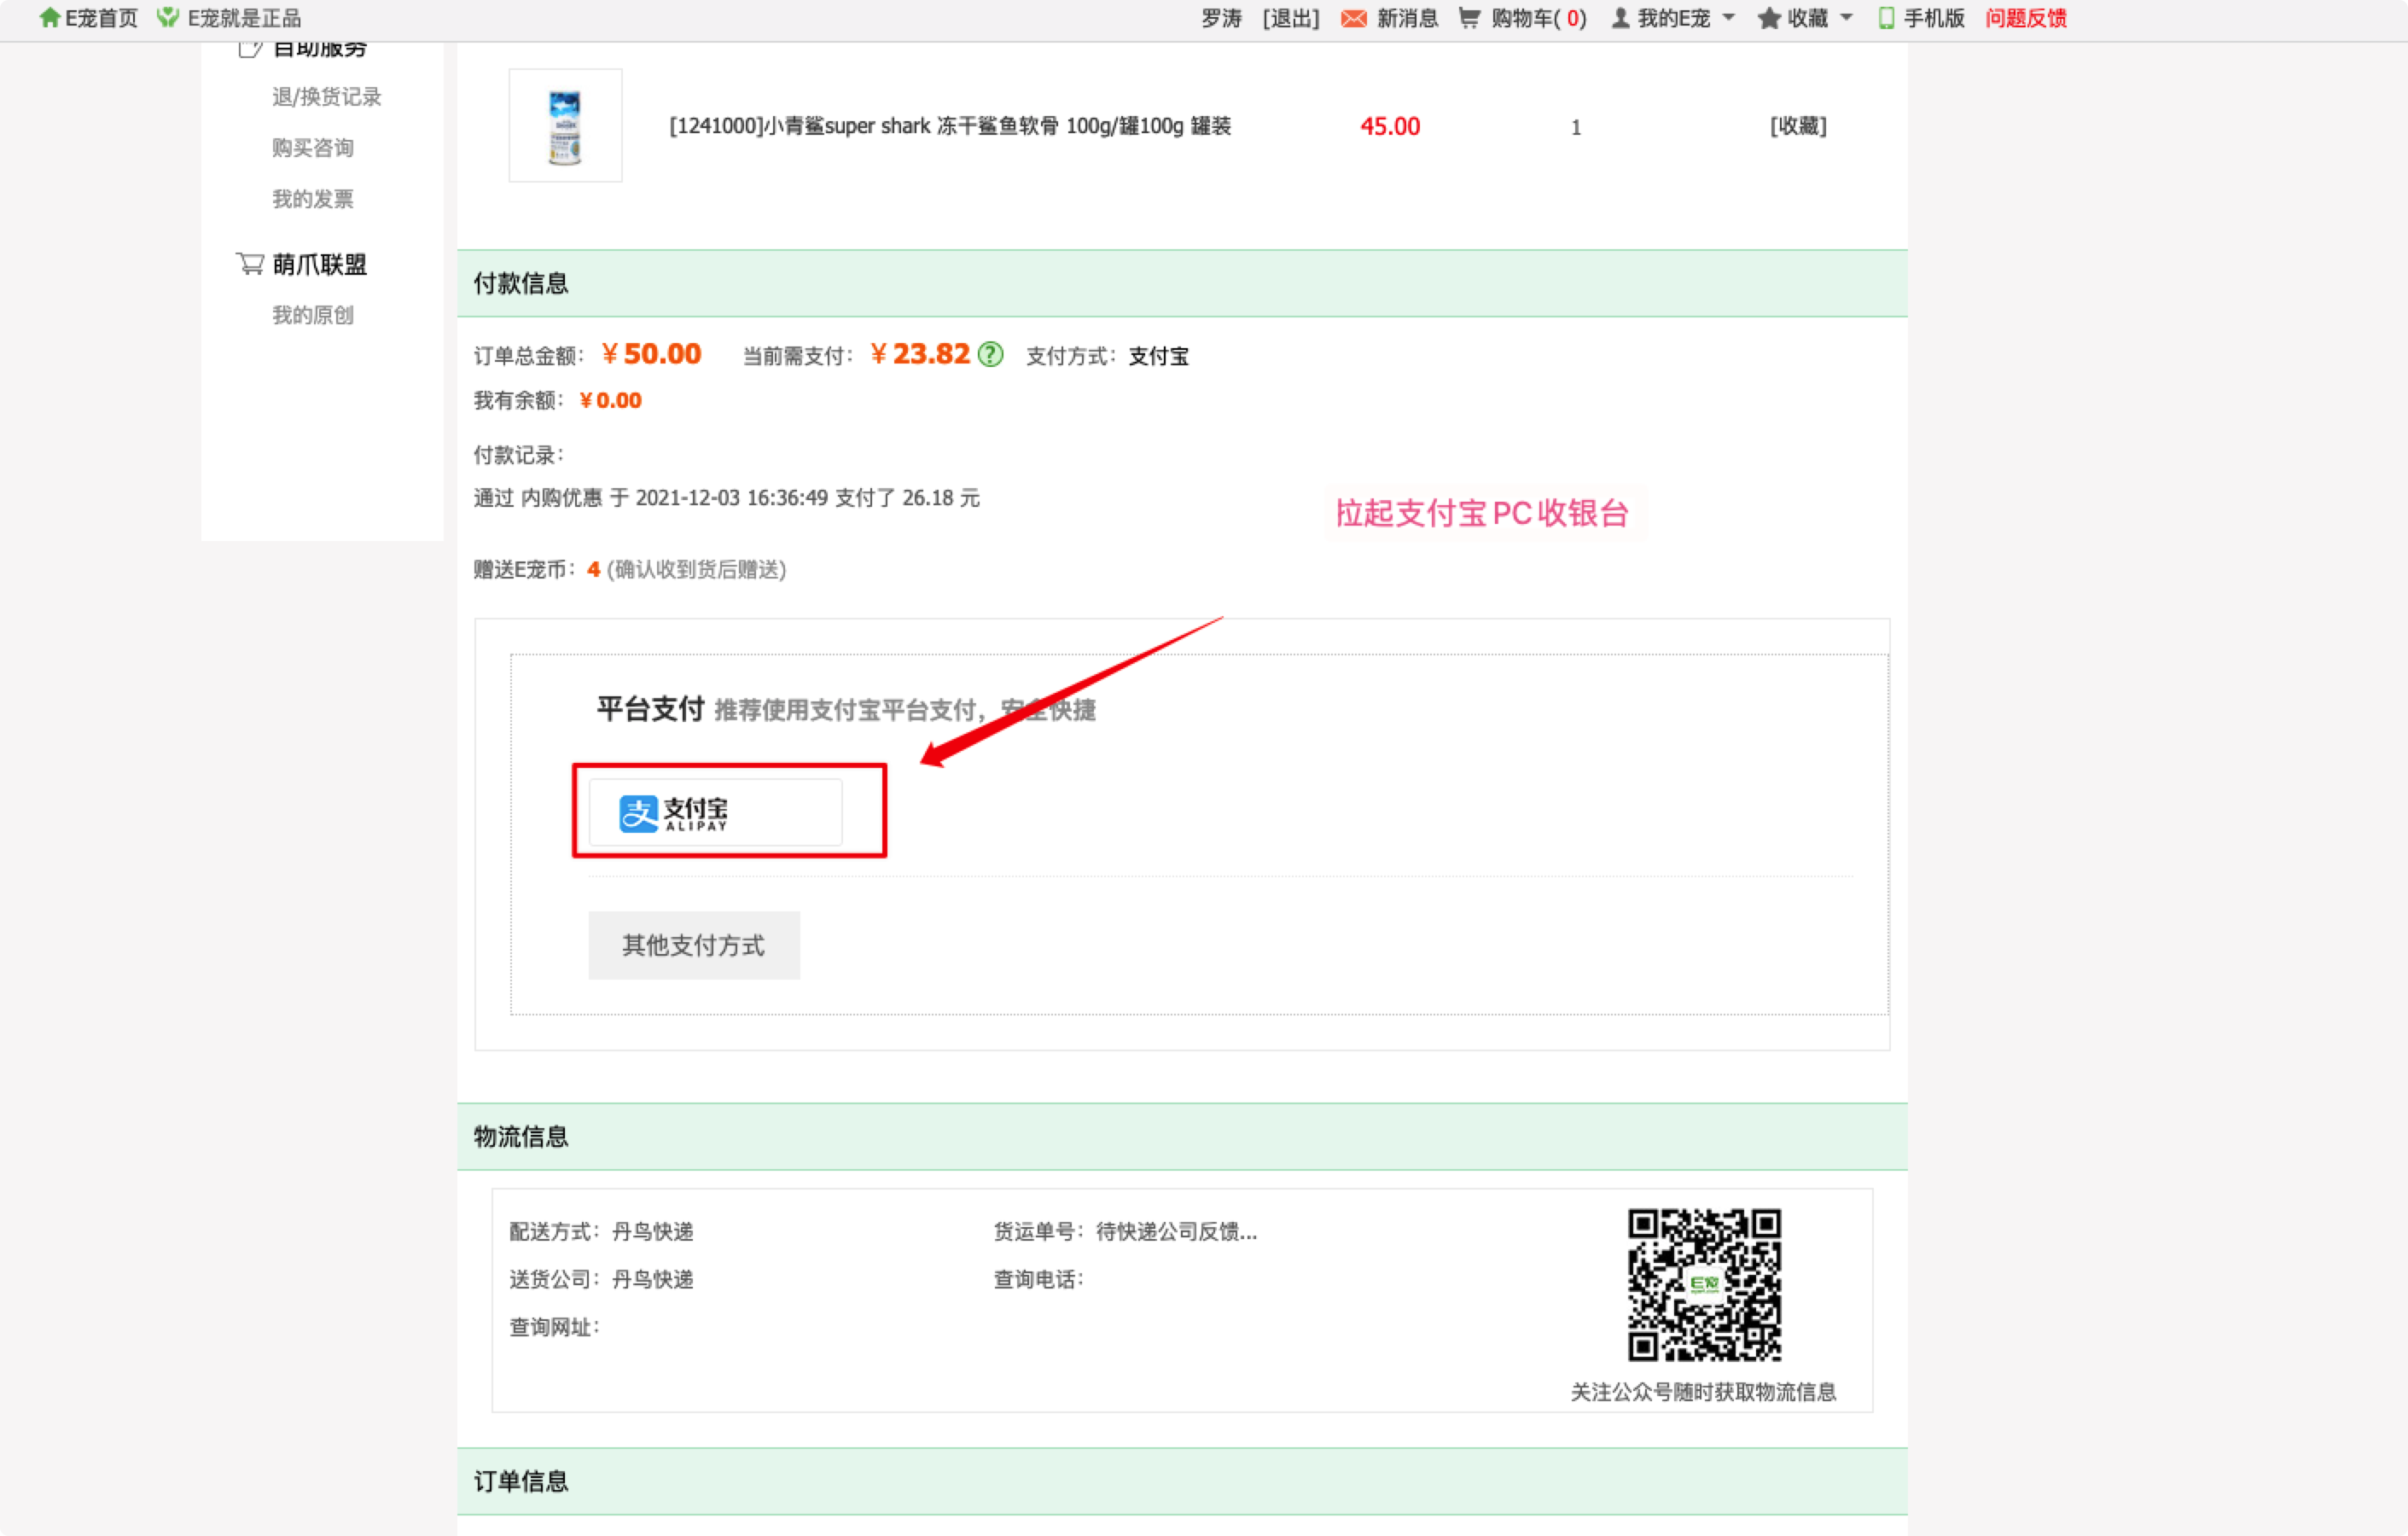 E宠首页 E宠就是正品 罗涛 [退出] 新消息 购物车( 0) 我的E宠 收藏 手机版 问题反馈
自助服务
退/换货记录
购买咨询
我的发票
萌爪联盟
我的原创
[1241000]小青鲨super shark 冻干鲨鱼软骨 100g/罐100g 罐装 45.00 1 [收藏]
付款信息
订单总金额：￥50.00 当前需支付：￥23.82 ? 支付方式：支付宝
我有余额：￥0.00
付款记录：
通过 内购优惠 于 2021-12-03 16:36:49 支付了 26.18 元
拉起支付宝PC收银台
赠送E宠币：4 (确认收到货后赠送)
平台支付 推荐使用支付宝平台支付，安全快捷
支 支付宝
ALIPAY
其他支付方式
物流信息
配送方式：丹鸟快递 货运单号：待快递公司反馈...
送货公司：丹鸟快递 查询电话：
查询网址：
E宠
关注公众号随时获取物流信息
订单信息